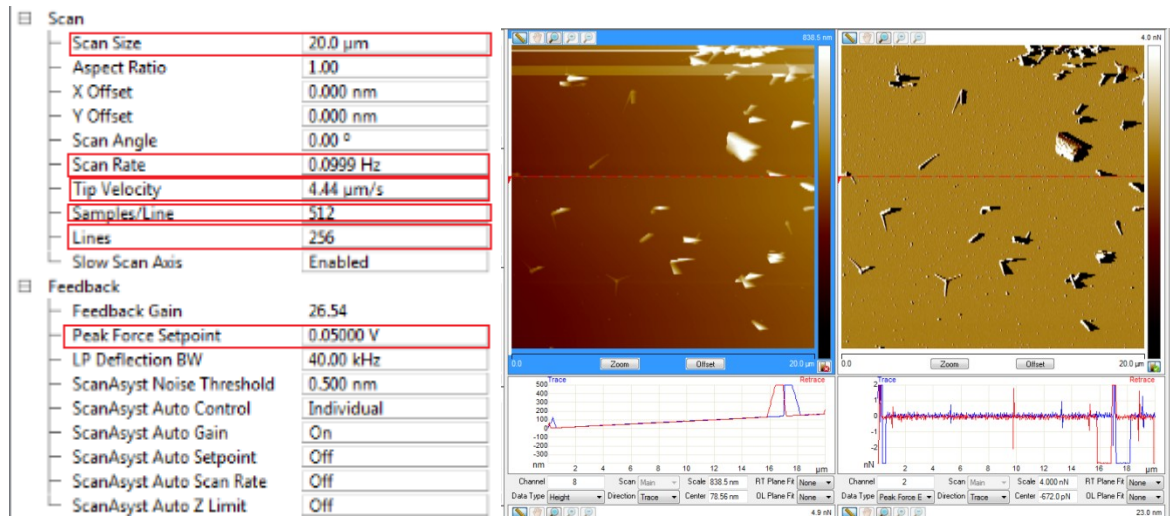 Scan
Scan Size 20.0 µm
Aspect Ratio 1.00
X Offset 0.000 nm
Y Offset 0.000 nm
Scan Angle 0.00 º
Scan Rate 0.0999 Hz
Tip Velocity 4.44 µm/s
Samples/Line 512
Lines 256
Slow Scan Axis Enabled
Feedback
Feedback Gain 26.54
Peak Force Setpoint 0.05000 V
LP Deflection BW 40.00 kHz
ScanAsyst Noise Threshold 0.500 nm
ScanAsyst Auto Control Individual
ScanAsyst Auto Gain On
ScanAsyst Auto Setpoint Off
ScanAsyst Auto Scan Rate Off
ScanAsyst Auto Z Limit Off
838.5 nm
0.0 Zoom Offset 20.0 µm
Trace Retrace
500
400
300
200
100
0
-100
-200
-300
nm 2 4 6 8 10 12 14 16 18 µm
Channel 8 Scan Main Scale 838.5 nm RT Plane Fit None
Data Type Height Direction Trace Center 78.56 nm OL Plane Fit None
4.0 nN
0.0 Zoom Offset 20.0 µm
Trace Retrace
2
1
-2
nN 2 4 6 8 10 12 14 16 18 µm
Channel 2 Scan Main Scale 4.000 nN RT Plane Fit None
Data Type Peak Force E Direction Trace Center -672.0 pN OL Plane Fit None
4.9 nN
23.0 nm